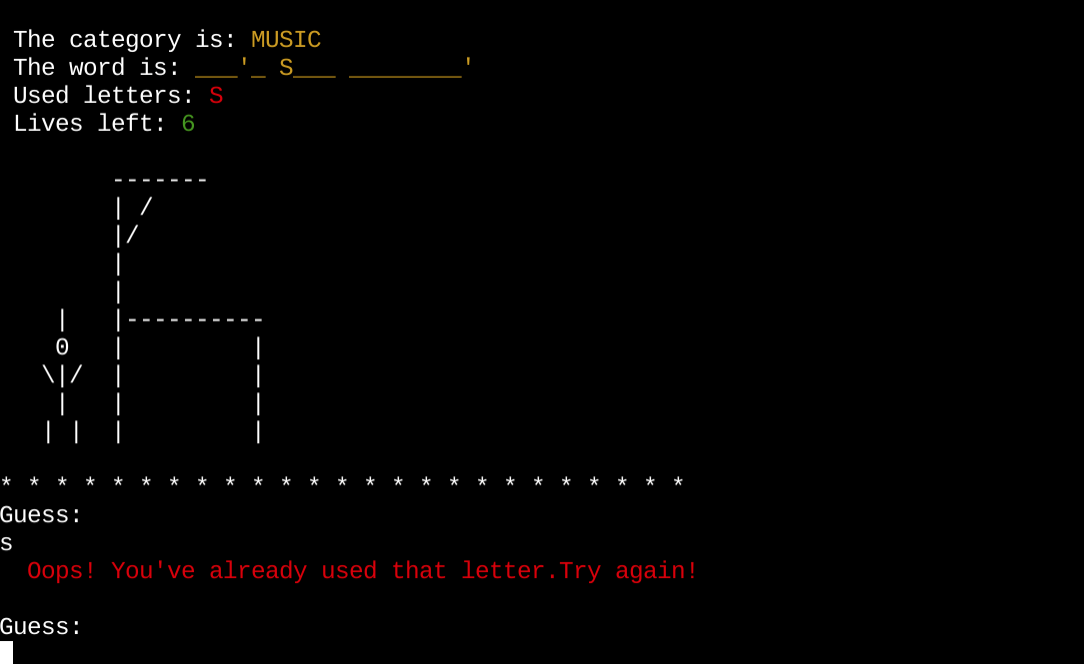 The category is: MUSIC
The word is: ___'_ S___ ________'
Used letters: S
Lives left: 6
-------
| /
|/
|
|
|   |----------
0   |         |
\|/  |         |
|   |         |
| |  |         |
* * * * * * * * * * * * * * * * * * * * * * * * *
Guess:
s
Oops! You've already used that letter.Try again!
Guess: